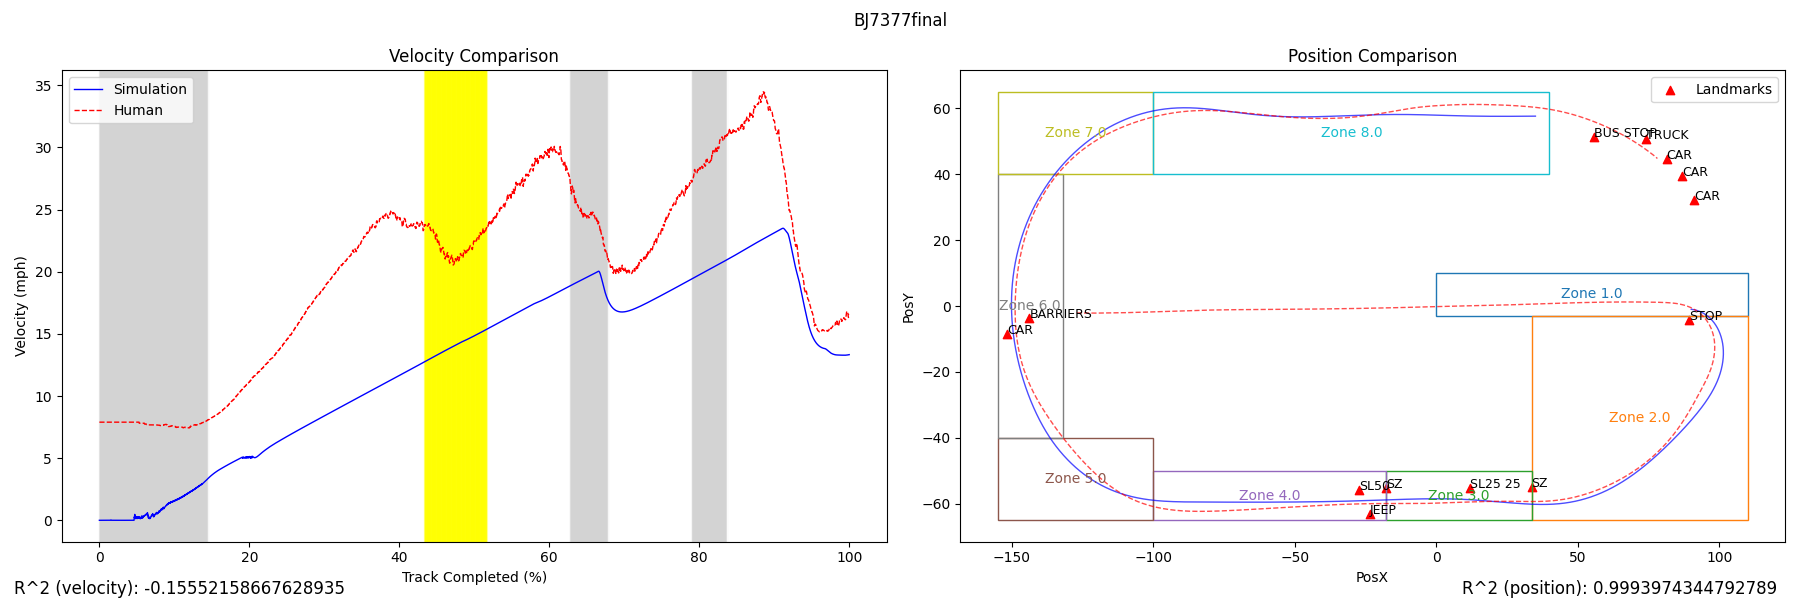 BJ7377final
Velocity Comparison
Simulation
Human
35
30
25
20
15
10
5
0
Velocity (mph)
0 20 40 60 80 100
Track Completed (%)
R^2 (velocity): -0.15552158667628935
Position Comparison
Landmarks
60
40
20
0
−20
−40
−60
PosY
Zone 7.0
Zone 8.0
BUS STOP
TRUCK
CAR
CAR
CAR
Zone 1.0
Zone 6.0
BARRIERS
CAR
STOP
Zone 2.0
Zone 5.0
Zone 4.0
Zone 3.0
SL50
SZ
SL25 25
SZ
JEEP
−150 −100 −50 0 50 100
PosX
R^2 (position): 0.9993974344792789